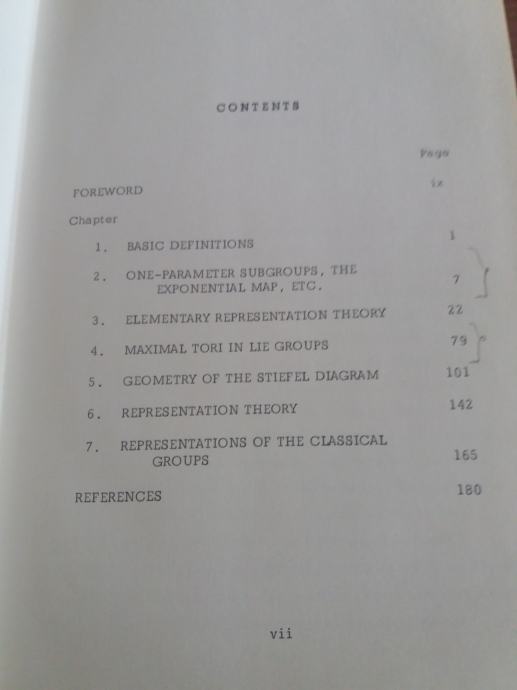 CONTENTS
Page
FOREWORD ix
Chapter
1. BASIC DEFINITIONS 1
2. ONE-PARAMETER SUBGROUPS, THE
EXPONENTIAL MAP, ETC. 7
3. ELEMENTARY REPRESENTATION THEORY 22
4. MAXIMAL TORI IN LIE GROUPS 79
5. GEOMETRY OF THE STIEFEL DIAGRAM 101
6. REPRESENTATION THEORY 142
7. REPRESENTATIONS OF THE CLASSICAL
GROUPS 165
REFERENCES 180
vii